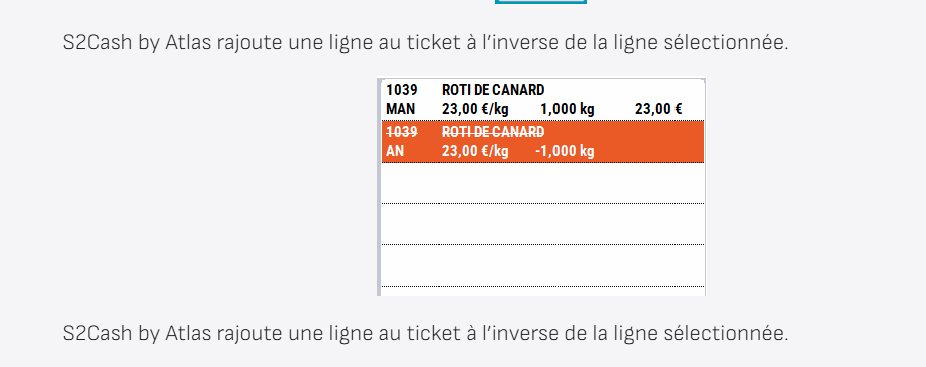 S2Cash by Atlas rajoute une ligne au ticket à l'inverse de la ligne sélectionnée.
1039 ROTI DE CANARD
MAN 23,00 €/kg 1,000 kg 23,00 €
1039 ROTI DE CANARD
AN 23,00 €/kg -1,000 kg
S2Cash by Atlas rajoute une ligne au ticket à l'inverse de la ligne sélectionnée.